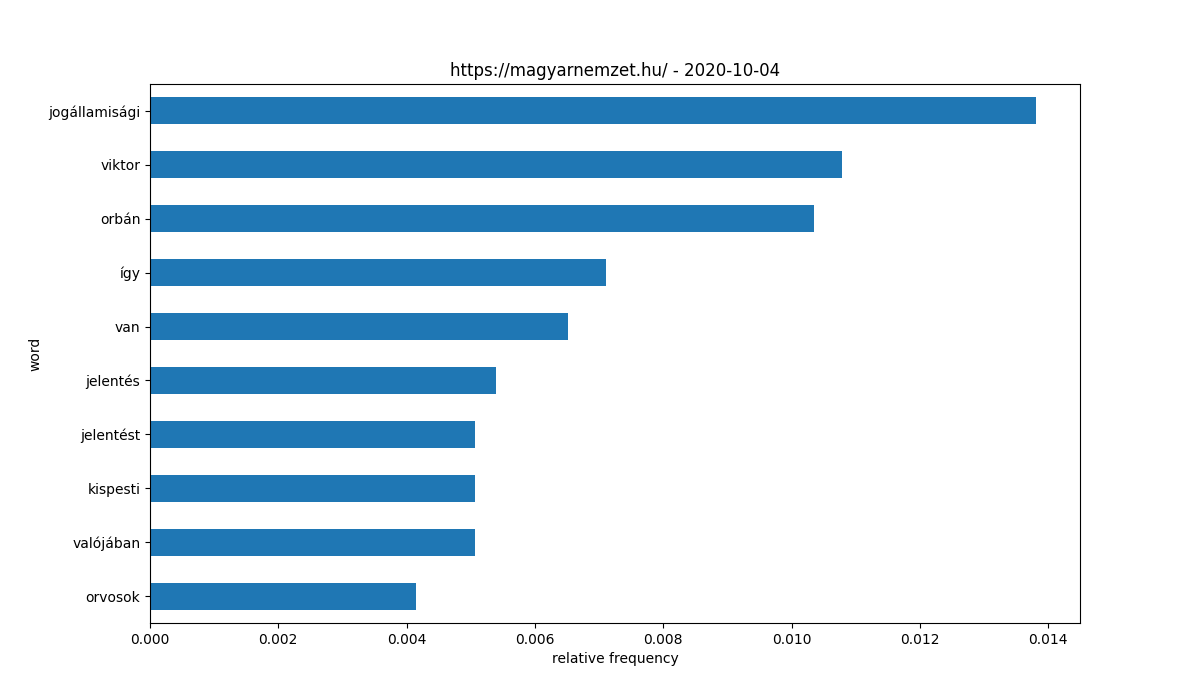 https://magyarnemzet.hu/ - 2020-10-04
jogállamisági
viktor
orbán
így
van
jelentés
jelentést
kispesti
valójában
orvosok
word
0.000 0.002 0.004 0.006 0.008 0.010 0.012 0.014
relative frequency